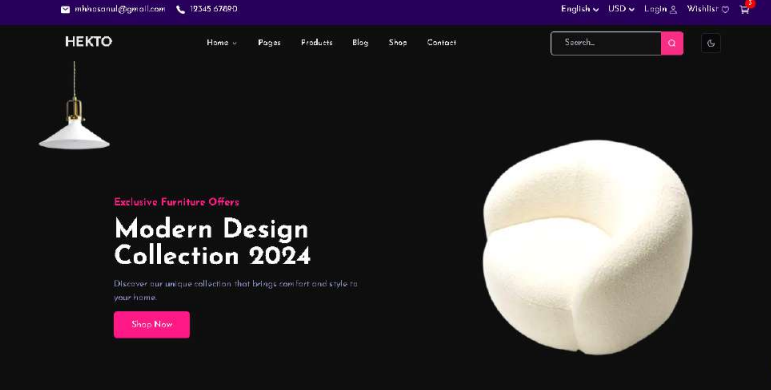 mhhasanul@gmail.com 12345 67890 English USD Login Wishlist
HEKTO Home Pages Products Blog Shop Contact Search...
Exclusive Furniture Offers
Modern Design
Collection 2024
Discover our unique collection that brings comfort and style to
your home.
Shop Now